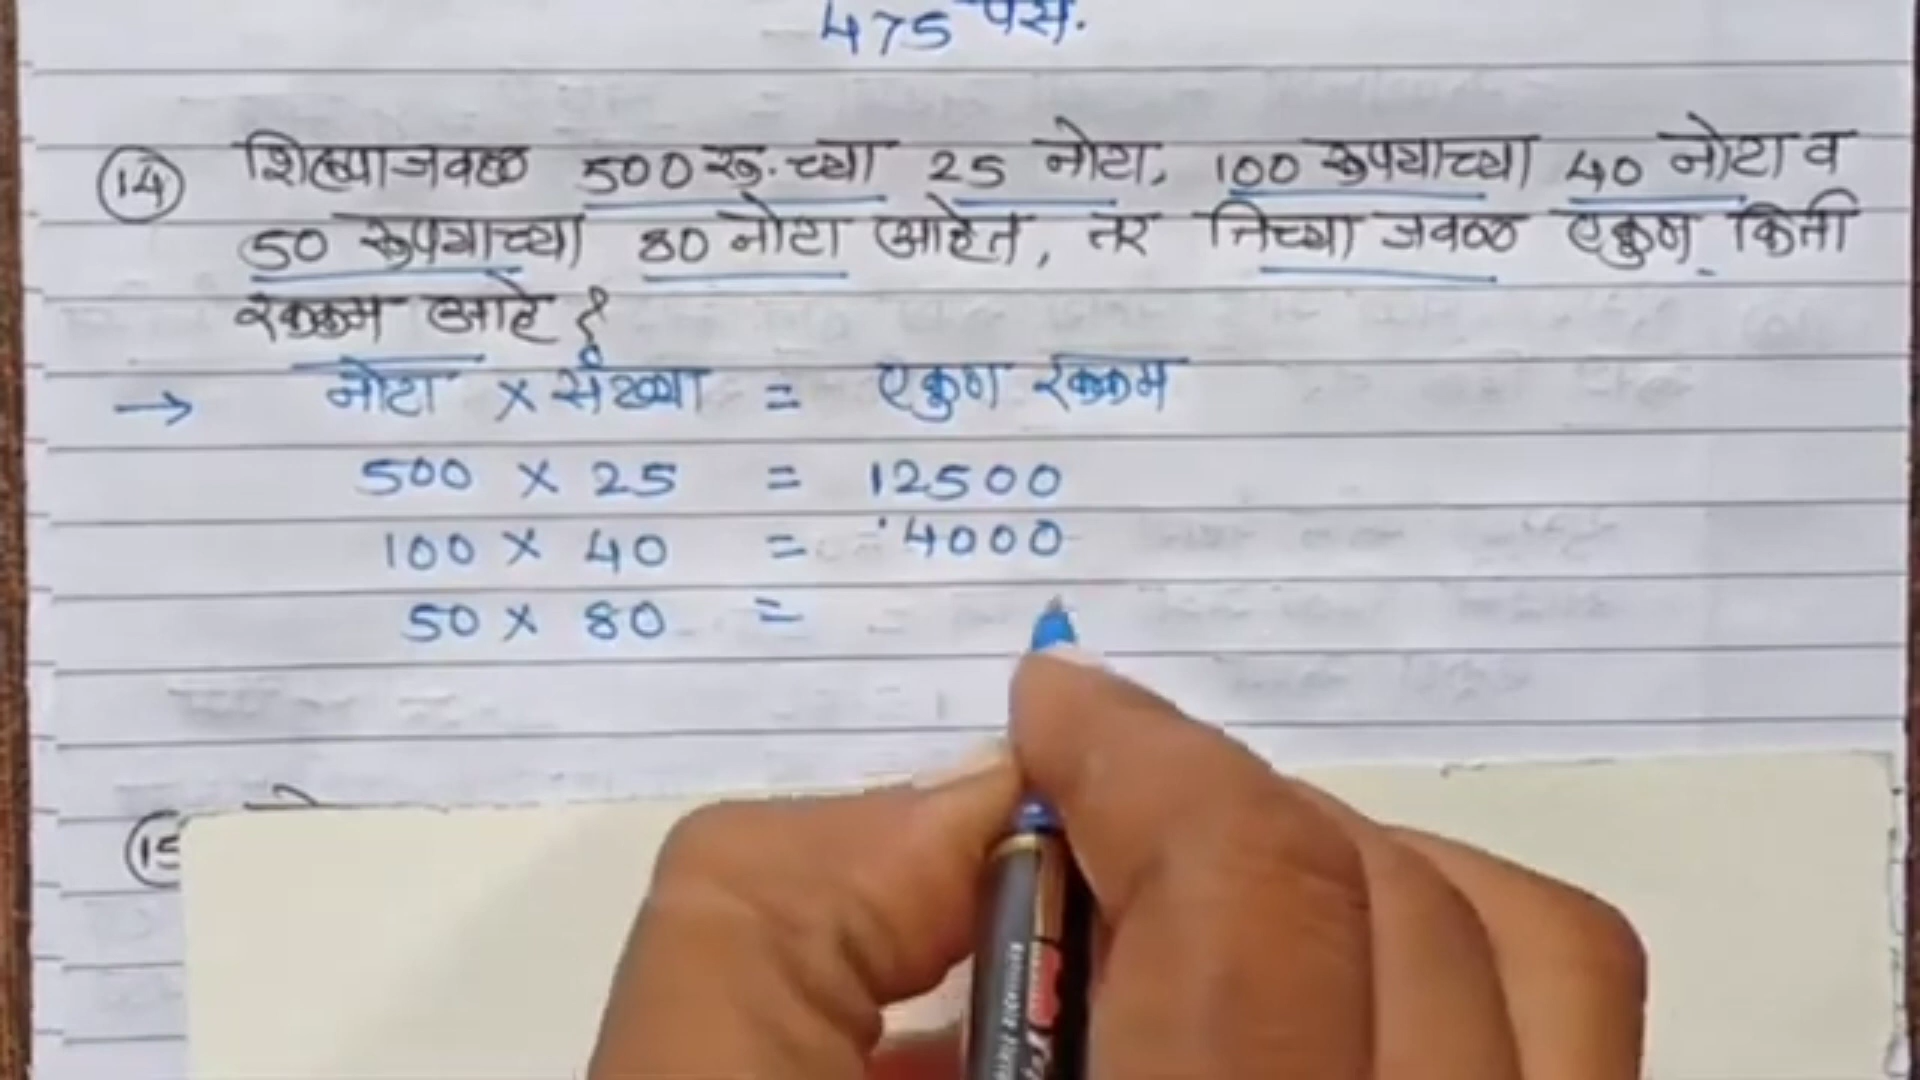 475 पैसे.
(14) शिल्पाजवळ 500 रू.च्या 25 नोटा, 100 रूपयाच्या 40 नोटा व
50 रूपयाच्या 80 नोटा आहेत, तर तिच्या जवळ एकुण किती
रक्कम आहे ?
→ नोटा × संख्या = एकुण रक्कम
500 × 25 = 12500
100 × 40 = 4000
50 × 80 =
(15